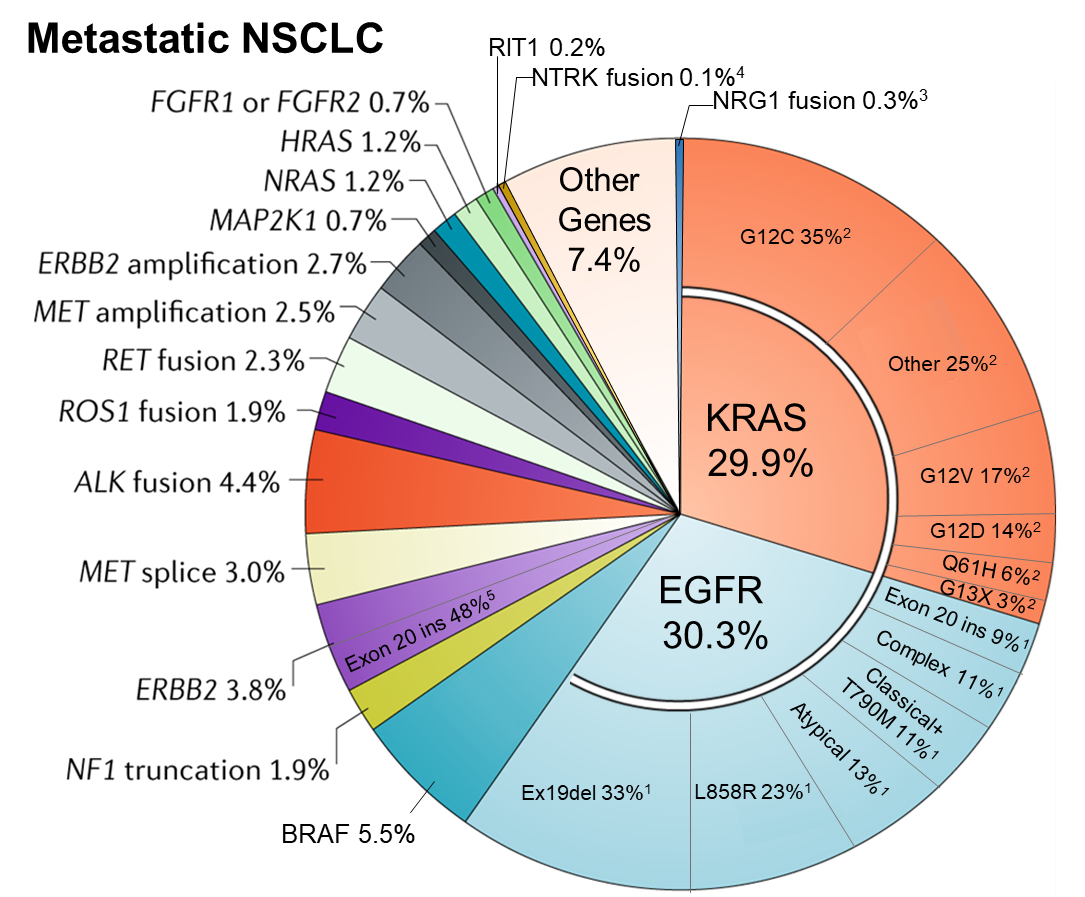 Metastatic NSCLC
RIT1 0.2%
NTRK fusion 0.1%4
NRG1 fusion 0.3%3
FGFR1 or FGFR2 0.7%
HRAS 1.2%
NRAS 1.2%
MAP2K1 0.7%
ERBB2 amplification 2.7%
MET amplification 2.5%
RET fusion 2.3%
ROS1 fusion 1.9%
ALK fusion 4.4%
MET splice 3.0%
ERBB2 3.8%
Exon 20 ins 48%5
NF1 truncation 1.9%
BRAF 5.5%
Other
Genes
7.4%
KRAS
29.9%
G12C 35%2
Other 25%2
G12V 17%2
G12D 14%2
Q61H 6%2
G13X 3%2
EGFR
30.3%
Exon 20 ins 9%1
Complex 11%1
Classical+
T790M 11%1
Atypical 13%1
L858R 23%1
Ex19del 33%1